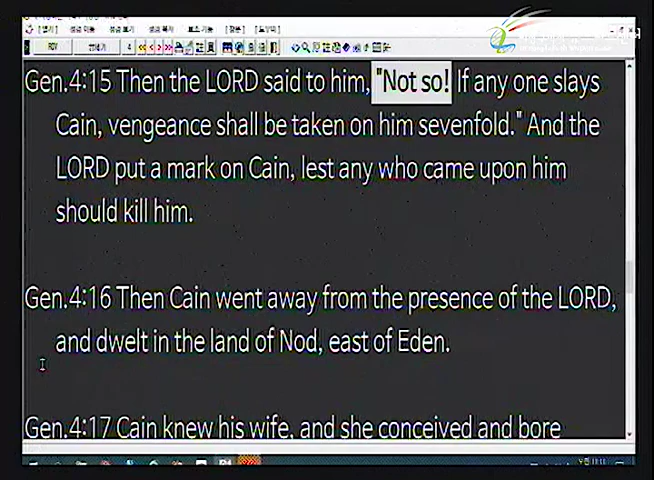 Gen.4:15 Then the LORD said to him, "Not so! If any one slays
Cain, vengeance shall be taken on him sevenfold." And the
LORD put a mark on Cain, lest any who came upon him
should kill him.
Gen.4:16 Then Cain went away from the presence of the LORD,
and dwelt in the land of Nod, east of Eden.
Gen.4:17 Cain knew his wife, and she conceived and bore